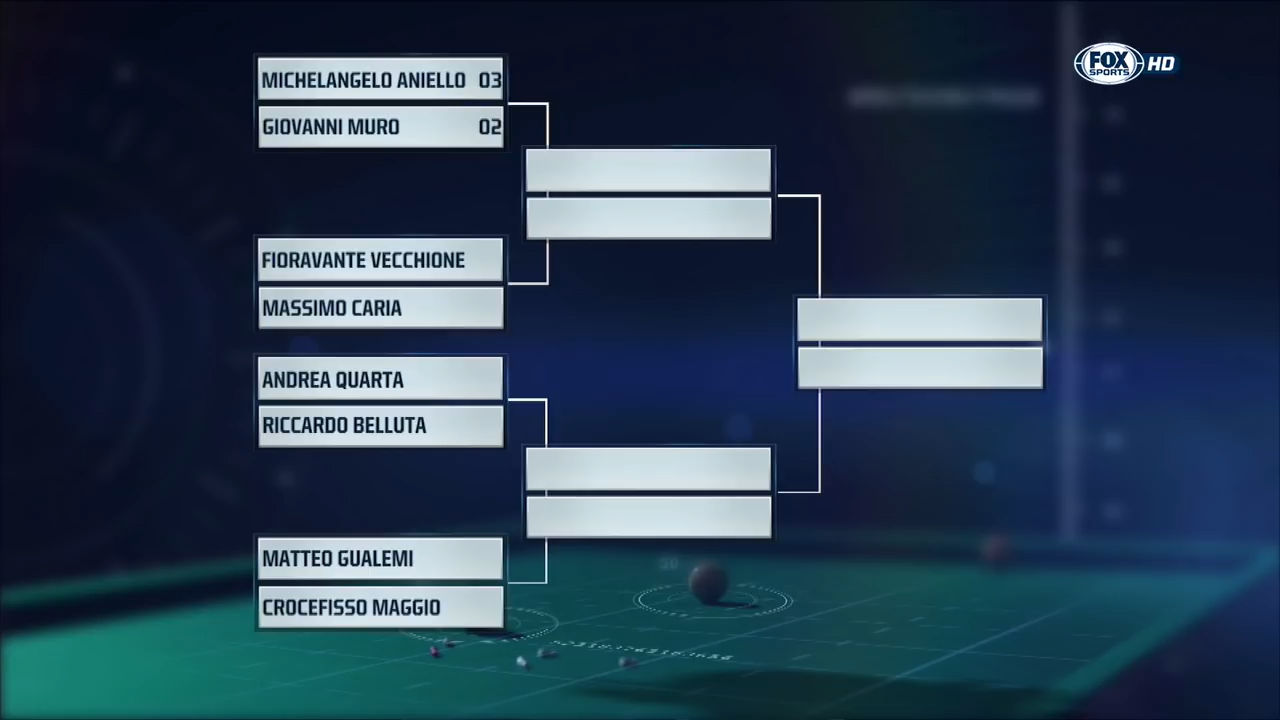 FOX
SPORTS
HD
MICHELANGELO ANIELLO 03
GIOVANNI MURO 02
FIORAVANTE VECCHIONE
MASSIMO CARIA
ANDREA QUARTA
RICCARDO BELLUTA
MATTEO GUALEMI
CROCEFISSO MAGGIO